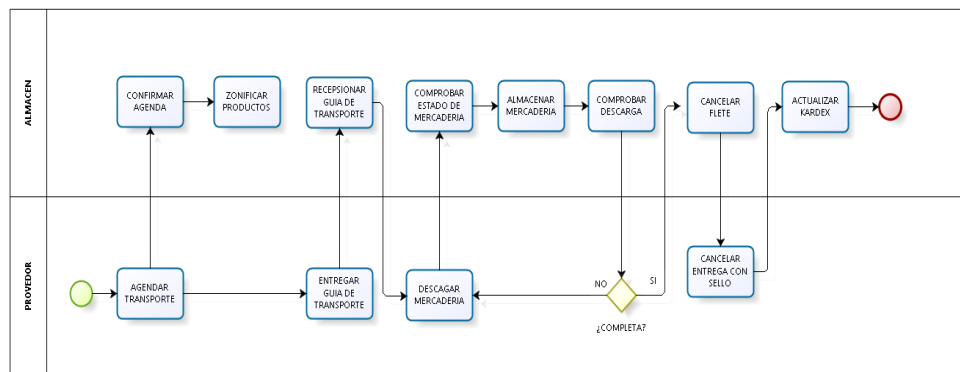 ALMACEN
CONFIRMAR
AGENDA
ZONIFICAR
PRODUCTOS
RECEPSIONAR
GUIA DE
TRANSPORTE
COMPROBAR
ESTADO DE
MERCADERIA
ALMACENAR
MERCADERIA
COMPROBAR
DESCARGA
CANCELAR
FLETE
ACTUALIZAR
KARDEX
PROVEDOR
AGENDAR
TRANSPORTE
ENTREGAR
GUIA DE
TRANSPORTE
DESCAGAR
MERCADERIA
NO
SI
¿COMPLETA?
CANCELAR
ENTREGA CON
SELLO